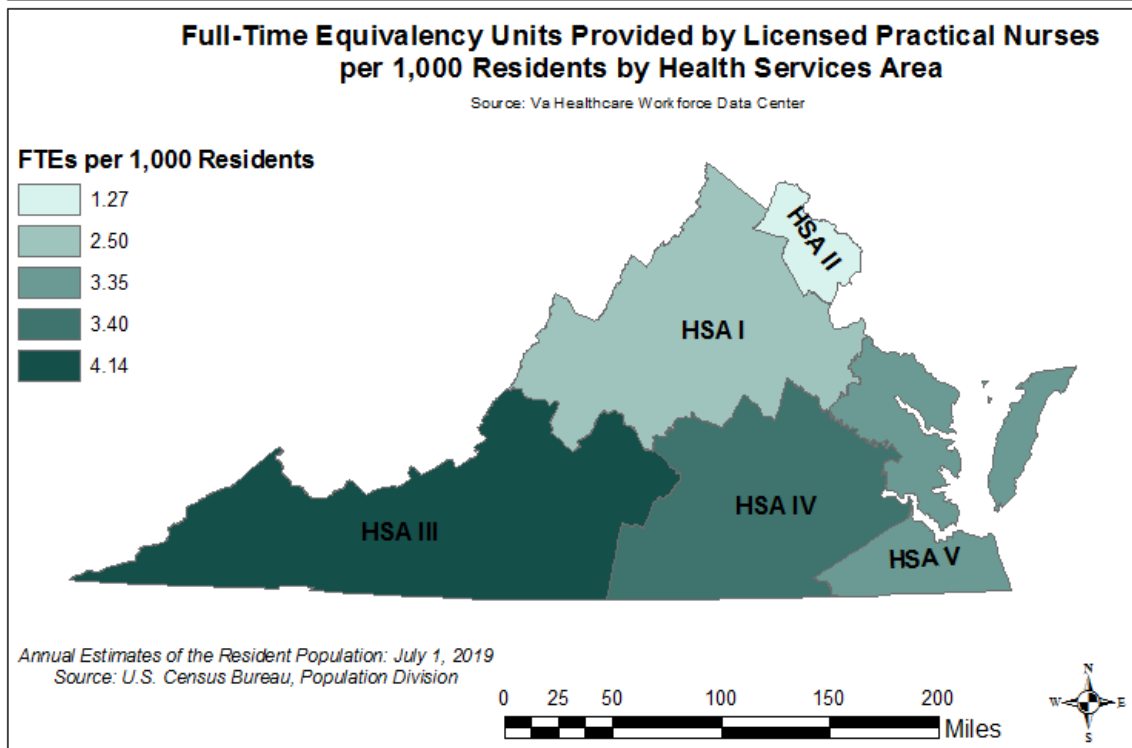 Full-Time Equivalency Units Provided by Licensed Practical Nurses
per 1,000 Residents by Health Services Area
Source: Va Healthcare Workforce Data Center
FTEs per 1,000 Residents
1.27
2.50
3.35
3.40
4.14
HSA II
HSA I
HSA IV
HSA III
HSA V
Annual Estimates of the Resident Population: July 1, 2019
Source: U.S. Census Bureau, Population Division
0 25 50 100 150 200
Miles
N
W E
S